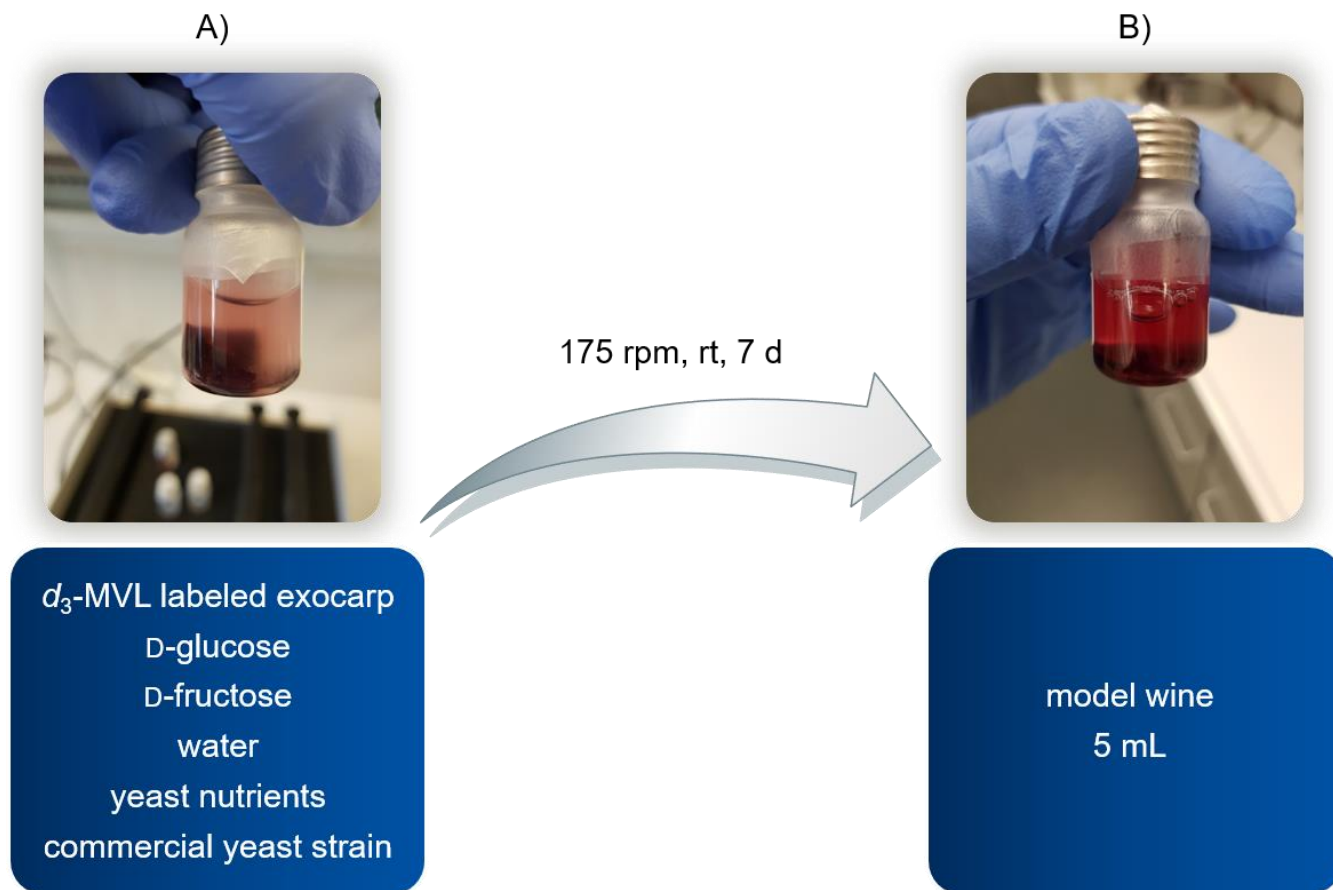 A)
B)
175 rpm, rt, 7 d
d₃-MVL labeled exocarp
D-glucose
D-fructose
water
yeast nutrients
commercial yeast strain
model wine
5 mL